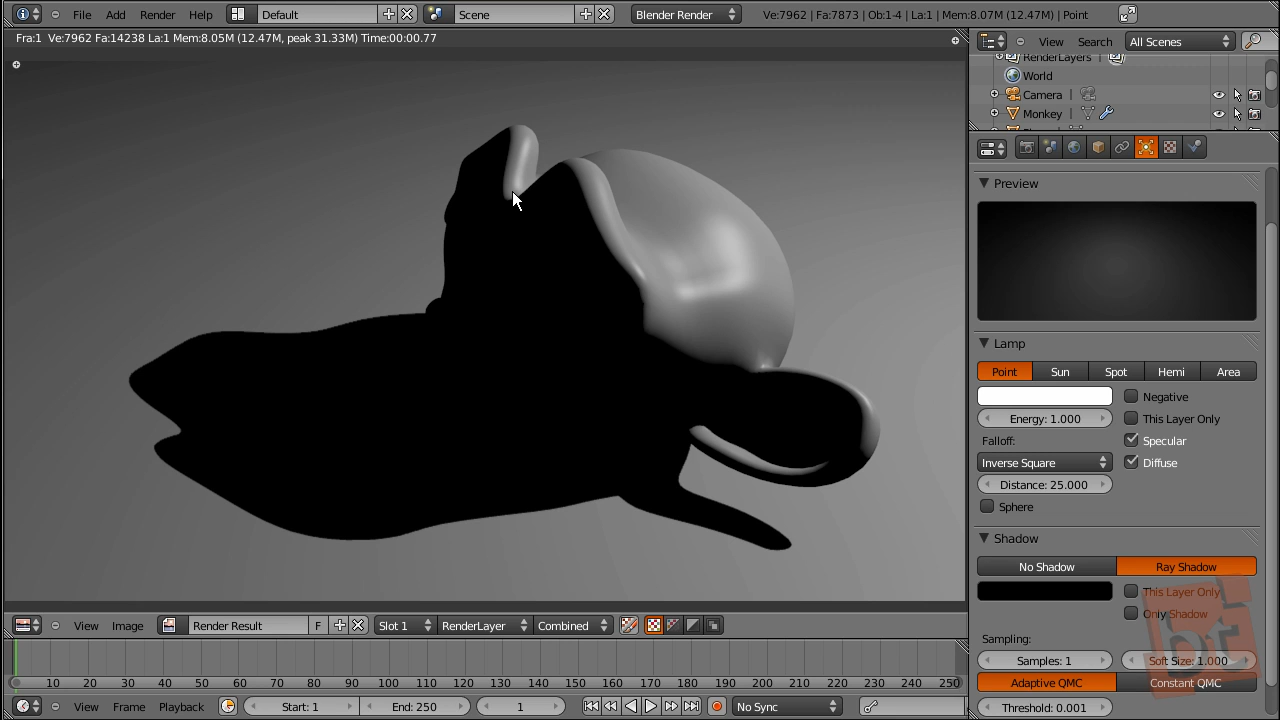 File Add Render Help Default Scene Blender Render Ve:7962 | Fa:7873 | Ob:1-4 | La:1 | Mem:8.07M (12.47M) | Point
Fra:1 Ve:7962 Fa:14238 La:1 Mem:8.05M (12.47M, peak 31.33M) Time:00:00.77
View Search All Scenes
RenderLayers |
World
Camera |
Monkey |
Preview
Lamp
Point Sun Spot Hemi Area
Negative
Energy: 1.000 This Layer Only
Falloff: Specular
Inverse Square Diffuse
Distance: 25.000
Sphere
Shadow
No Shadow Ray Shadow
This Layer Only
Only Shadow
Sampling:
Samples: 1 Soft Size: 1.000
Adaptive QMC Constant QMC
Threshold: 0.001
View Image Render Result F Slot 1 RenderLayer Combined
10 20 30 40 50 60 70 80 90 100 110 120 130 140 150 160 170 180 190 200 210 220 230 240 250
View Frame Playback Start: 1 End: 250 1 No Sync
bt